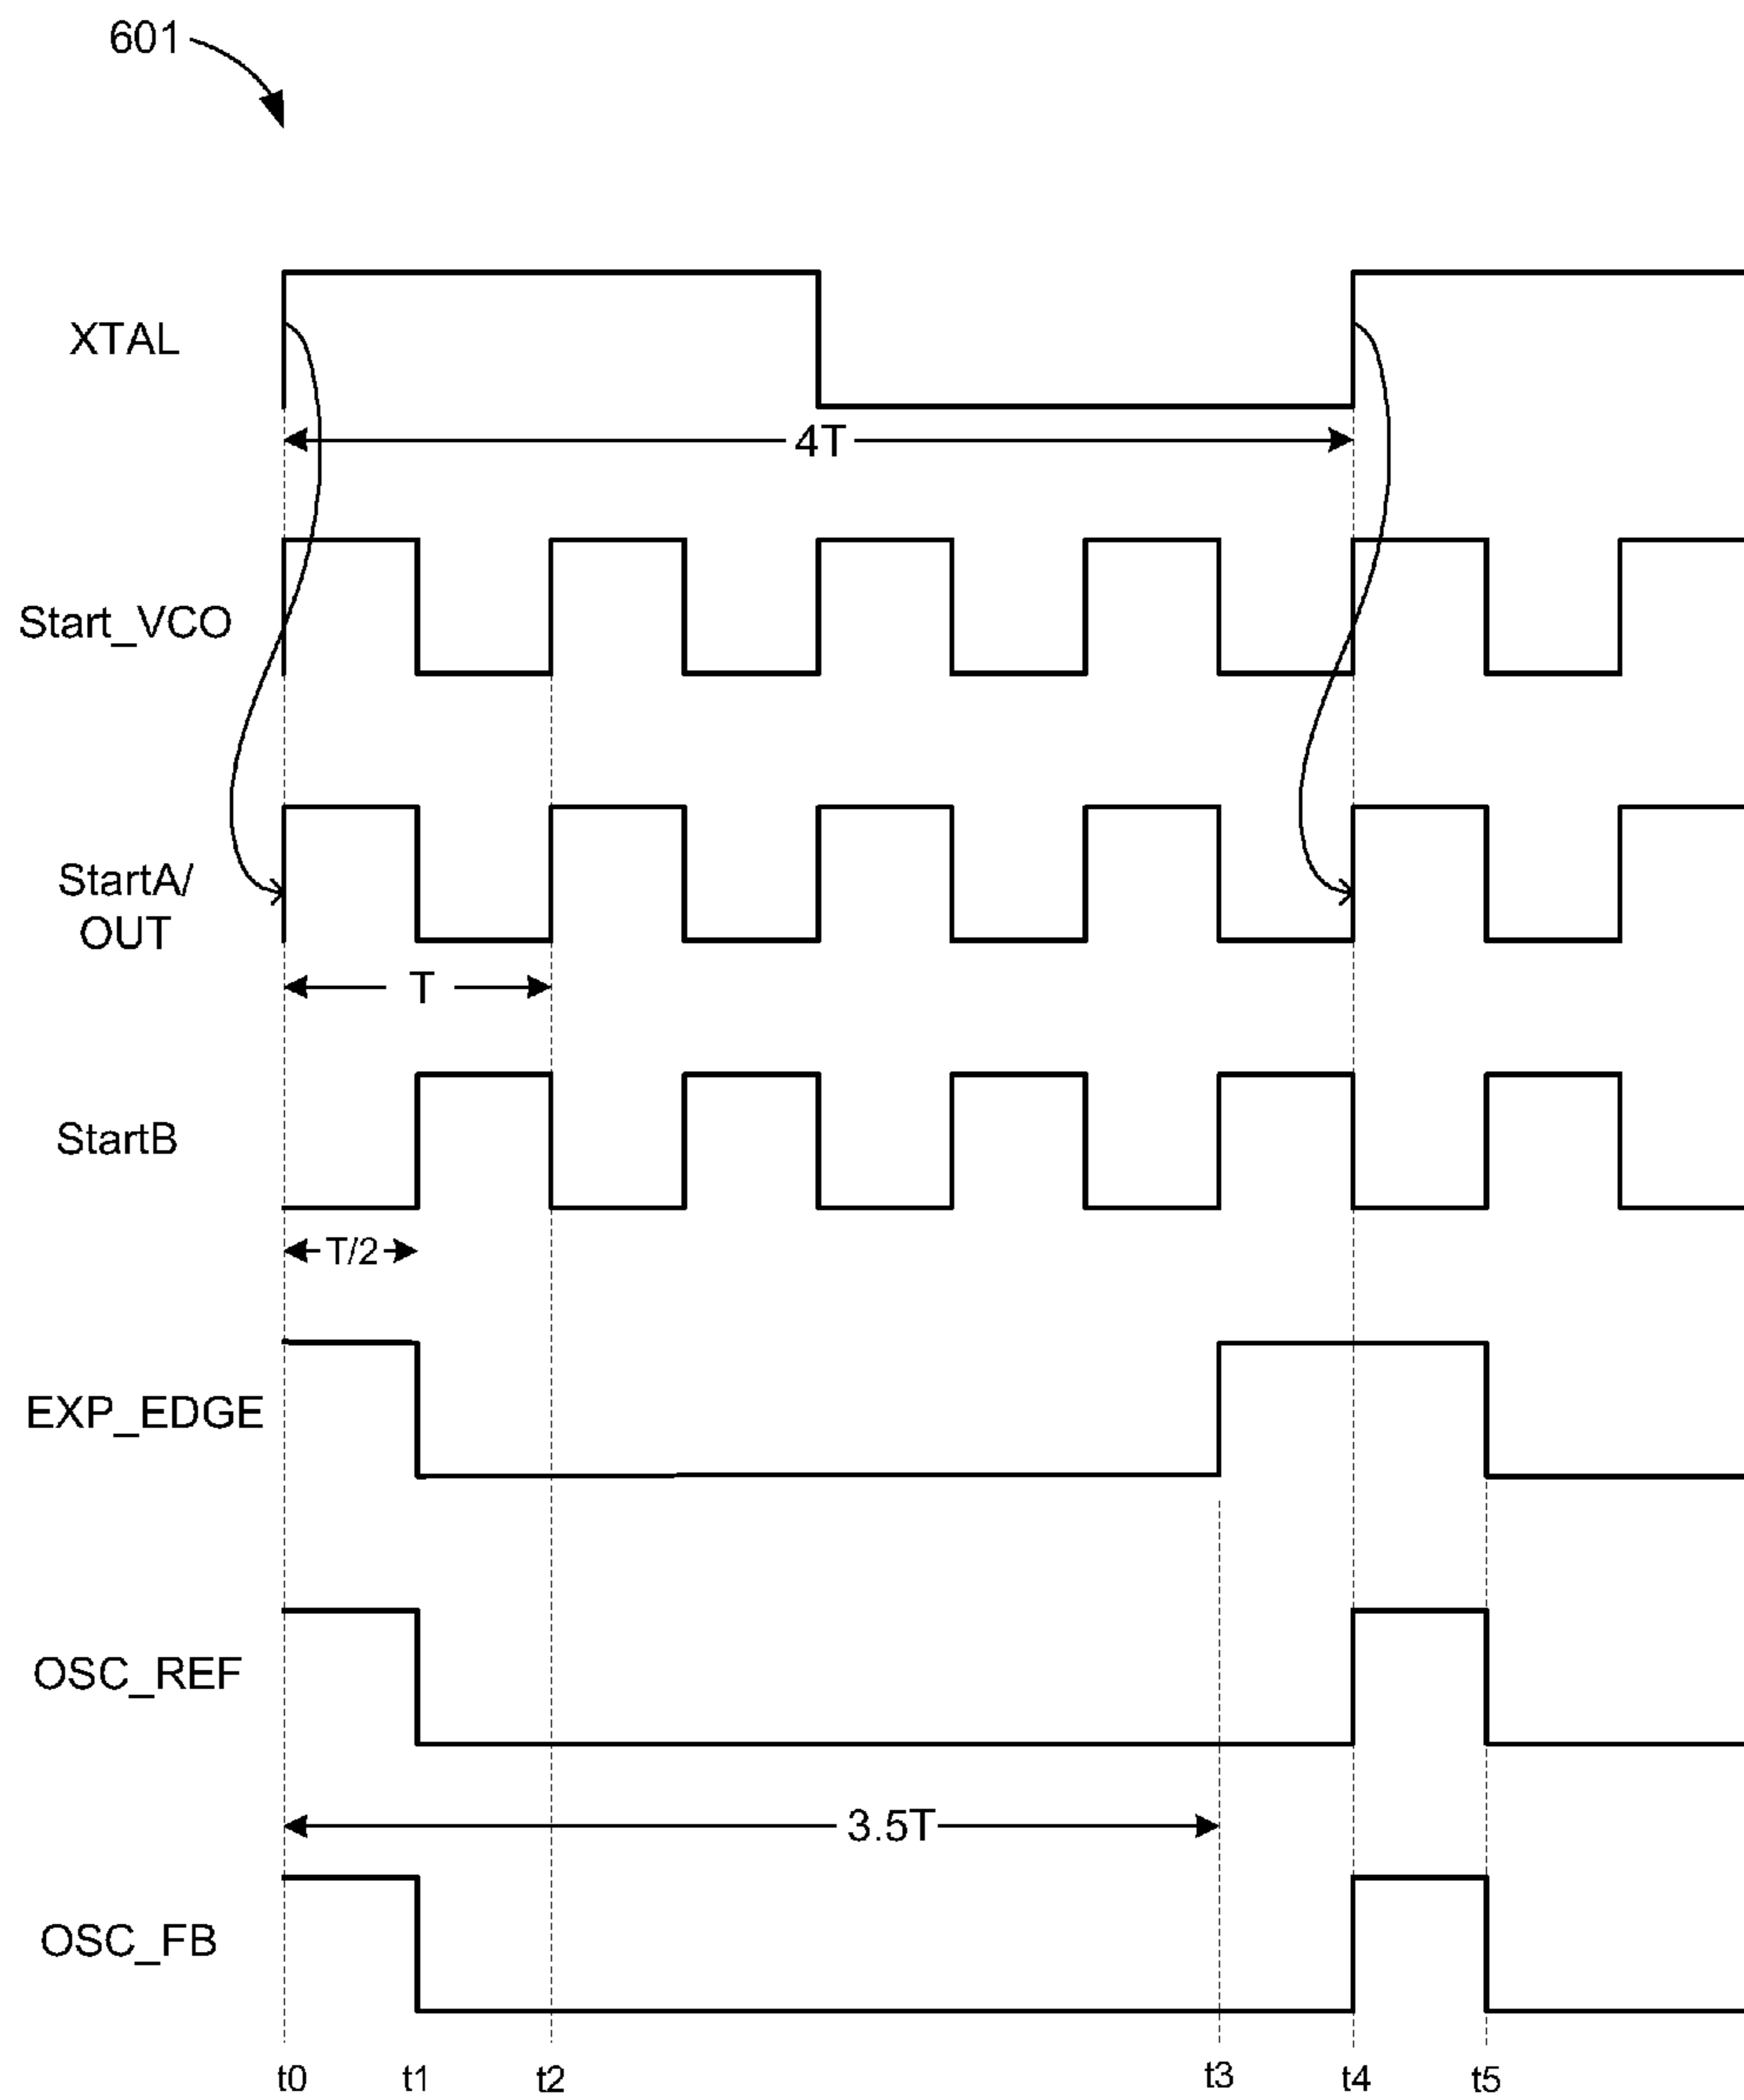 601
XTAL
4T
Start_VCO
StartA/
OUT
T
StartB
T/2
EXP_EDGE
OSC_REF
3.5T
OSC_FB
t0 t1 t2 t3 t4 t5